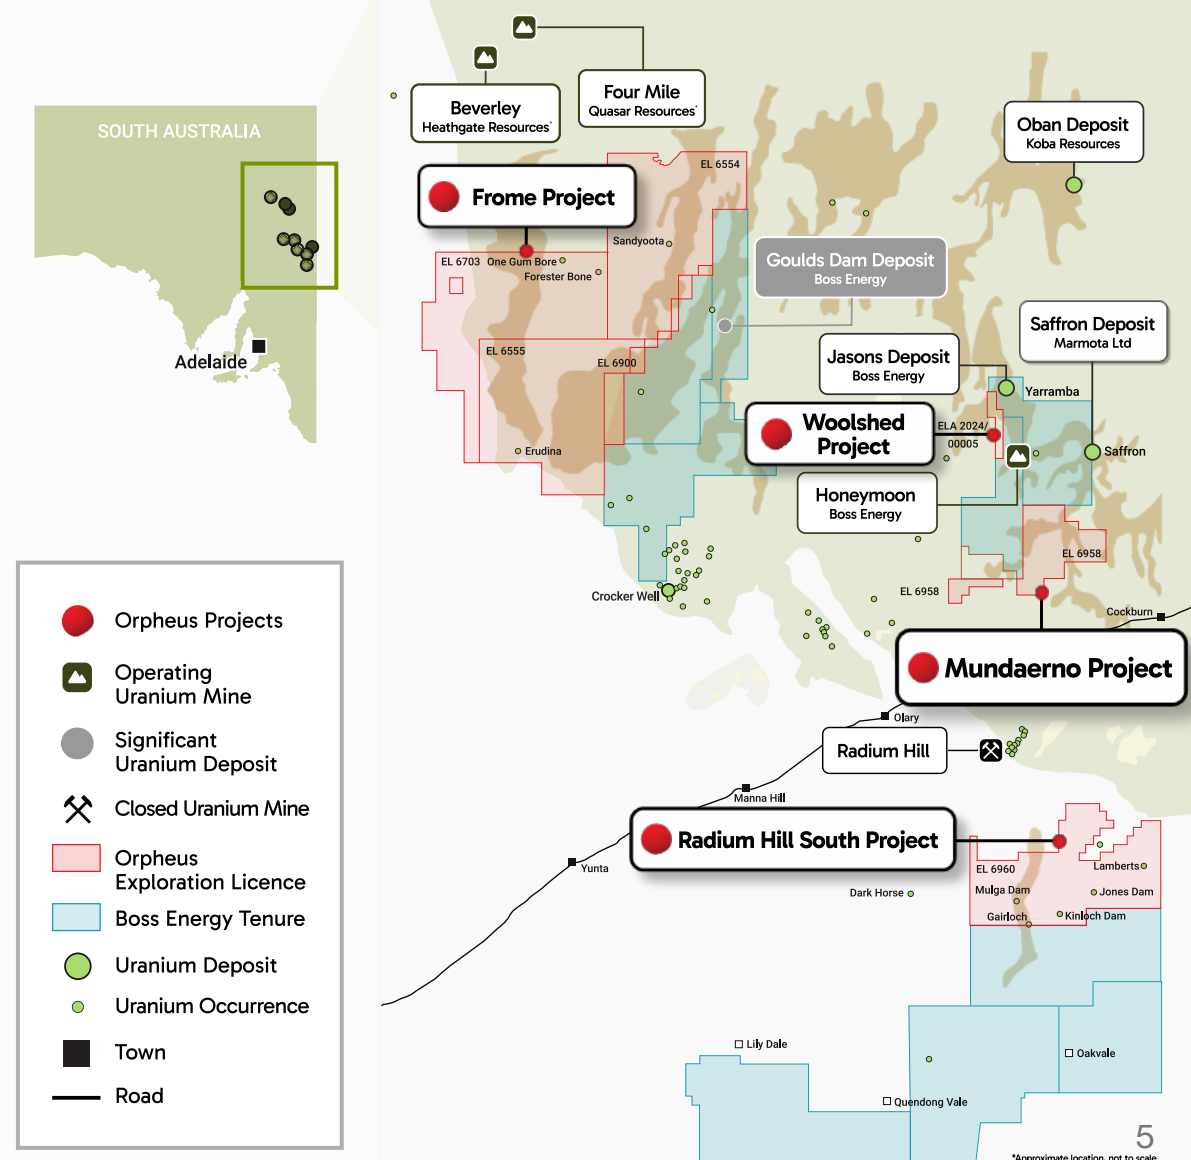 SOUTH AUSTRALIA
Adelaide
Beverley
Heathgate Resources*
Four Mile
Quasar Resources*
Oban Deposit
Koba Resources
EL 6554
Frome Project
Sandyoota
EL 6703
One Gum Bore
Forester Bone
Goulds Dam Deposit
Boss Energy
EL 6555
EL 6900
Saffron Deposit
Marmota Ltd
Jasons Deposit
Boss Energy
Yarramba
Woolshed
Project
ELA 2024/
00005
Erudina
Saffron
Honeymoon
Boss Energy
EL 6958
EL 6958
Crocker Well
Cockburn
Mundaerno Project
Olary
Radium Hill
Manna Hill
Radium Hill South Project
Yunta
EL 6960
Lamberts
Mulga Dam
Jones Dam
Dark Horse
Gairloch
Kinloch Dam
Lily Dale
Oakvale
Quendong Vale
Orpheus Projects
Operating
Uranium Mine
Significant
Uranium Deposit
Closed Uranium Mine
Orpheus
Exploration Licence
Boss Energy Tenure
Uranium Deposit
Uranium Occurrence
Town
Road
5
*Approximate location, not to scale